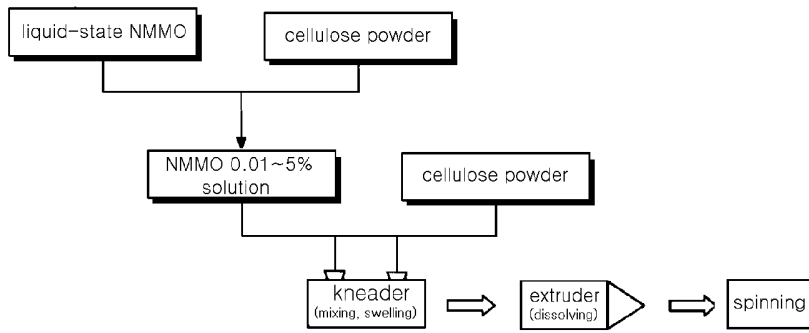 liquid-state NMMO
cellulose powder
NMMO 0.01~5%
solution
cellulose powder
kneader
(mixing, swelling)
extruder
(dissolving)
spinning